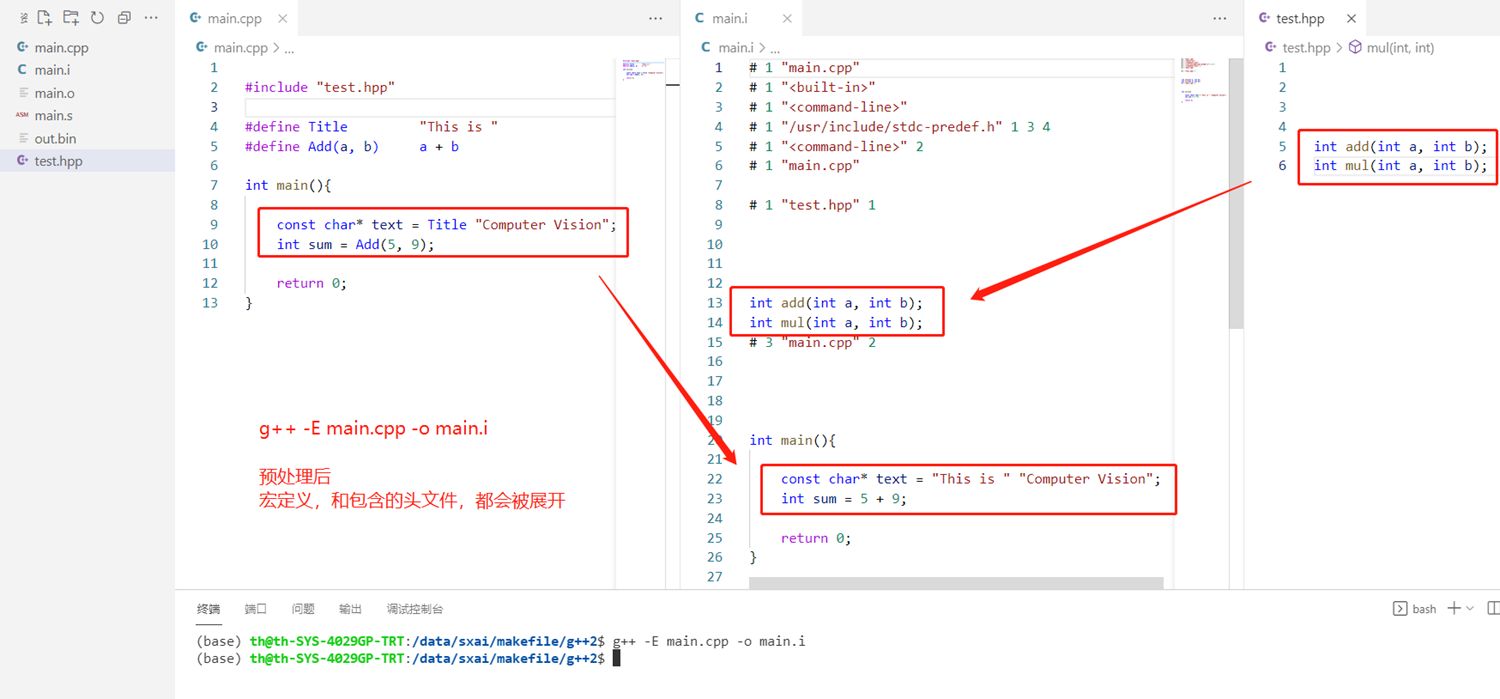 main.cpp
main.i
main.o
ASM main.s
out.bin
test.hpp
main.cpp
main.cpp > ...
1
2 #include "test.hpp"
3
4 #define Title "This is "
5 #define Add(a, b) a + b
6
7 int main(){
8
9 const char* text = Title "Computer Vision";
10 int sum = Add(5, 9);
11
12 return 0;
13 }
g++ -E main.cpp -o main.i
预处理后
宏定义，和包含的头文件，都会被展开
C main.i
C main.i > ...
1 # 1 "main.cpp"
2 # 1 "<built-in>"
3 # 1 "<command-line>"
4 # 1 "/usr/include/stdc-predef.h" 1 3 4
5 # 1 "<command-line>" 2
6 # 1 "main.cpp"
7
8 # 1 "test.hpp" 1
9
10
11
12
13 int add(int a, int b);
14 int mul(int a, int b);
15 # 3 "main.cpp" 2
16
17
18
19
20 int main(){
21
22 const char* text = "This is " "Computer Vision";
23 int sum = 5 + 9;
24
25 return 0;
26 }
27
test.hpp
test.hpp > mul(int, int)
1
2
3
4
5 int add(int a, int b);
6 int mul(int a, int b);
终端 端口 问题 输出 调试控制台
bash
(base) th@th-SYS-4029GP-TRT:/data/sxai/makefile/g++2$ g++ -E main.cpp -o main.i
(base) th@th-SYS-4029GP-TRT:/data/sxai/makefile/g++2$